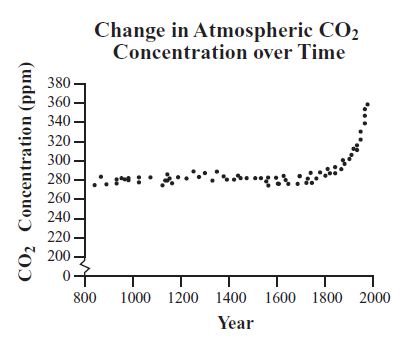 Change in Atmospheric CO2
Concentration over Time
CO2 Concentration (ppm)
380
360
340
320
300
280
260
240
220
200
0
800 1000 1200 1400 1600 1800 2000
Year